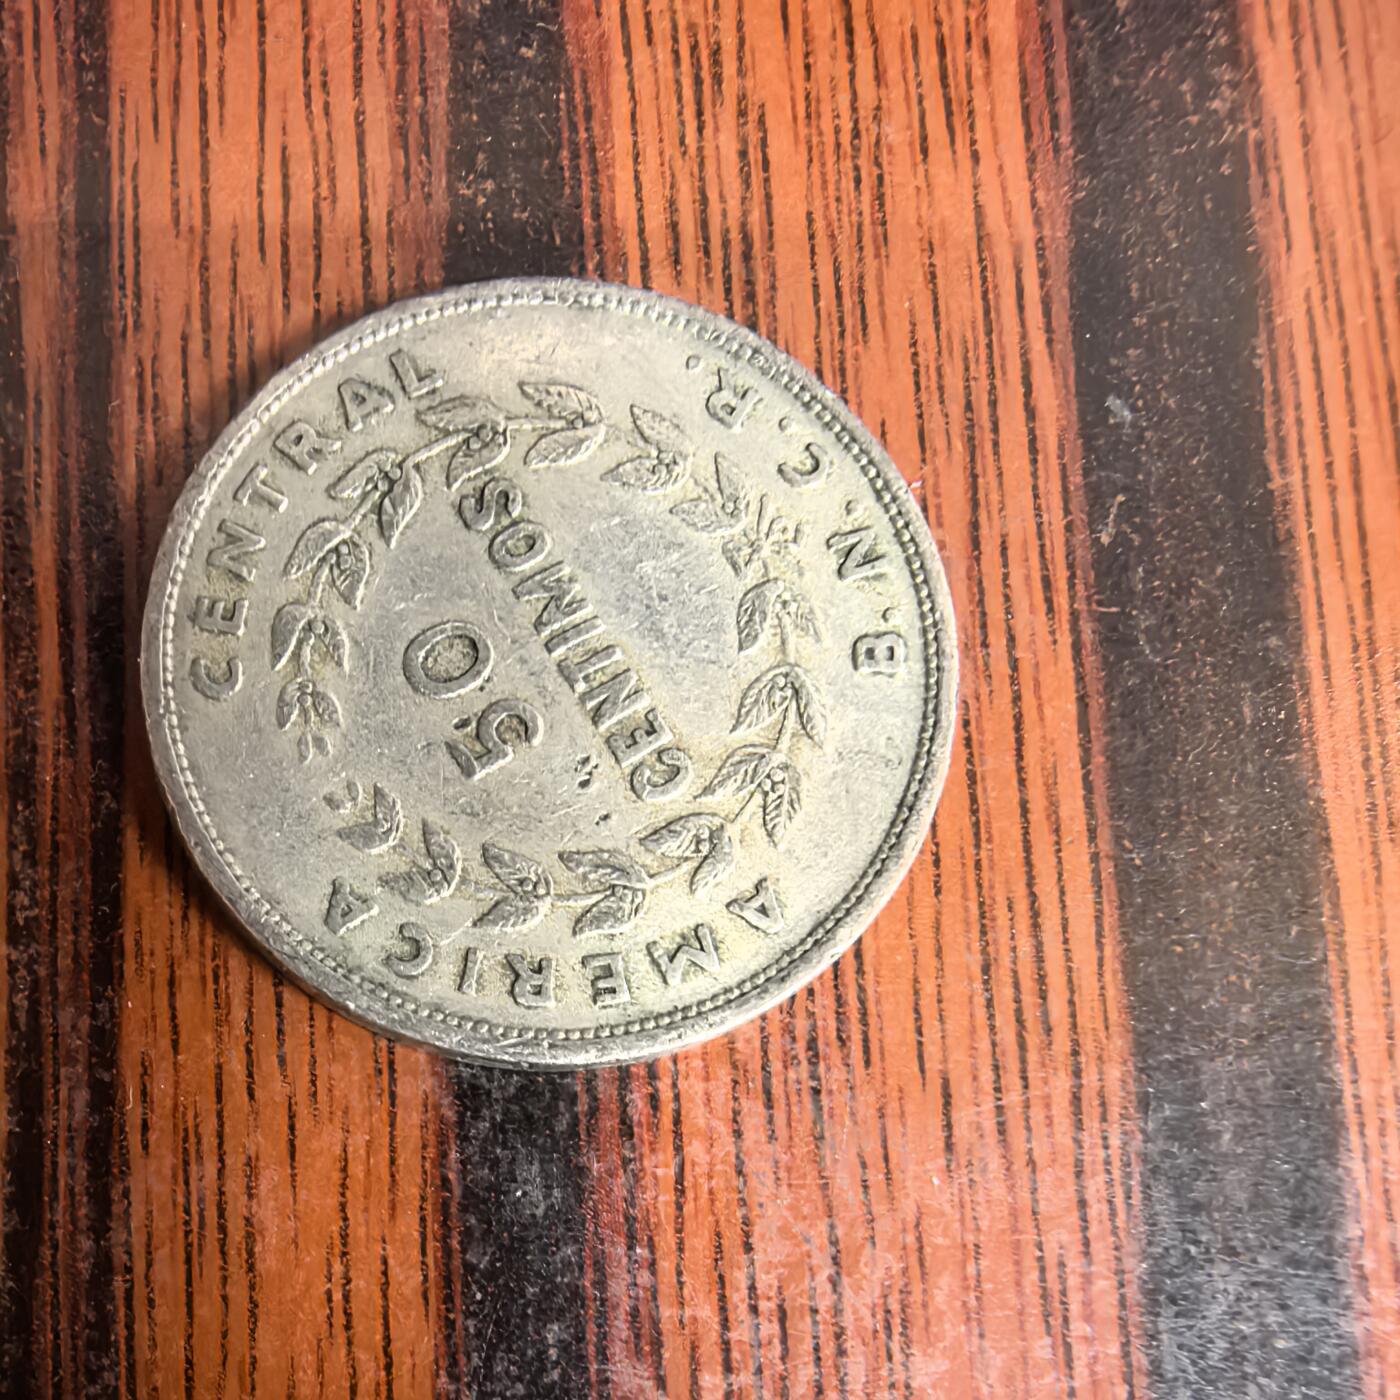 AMERICA CENTRAL
50
CENTIMOS
B.N.C.R.